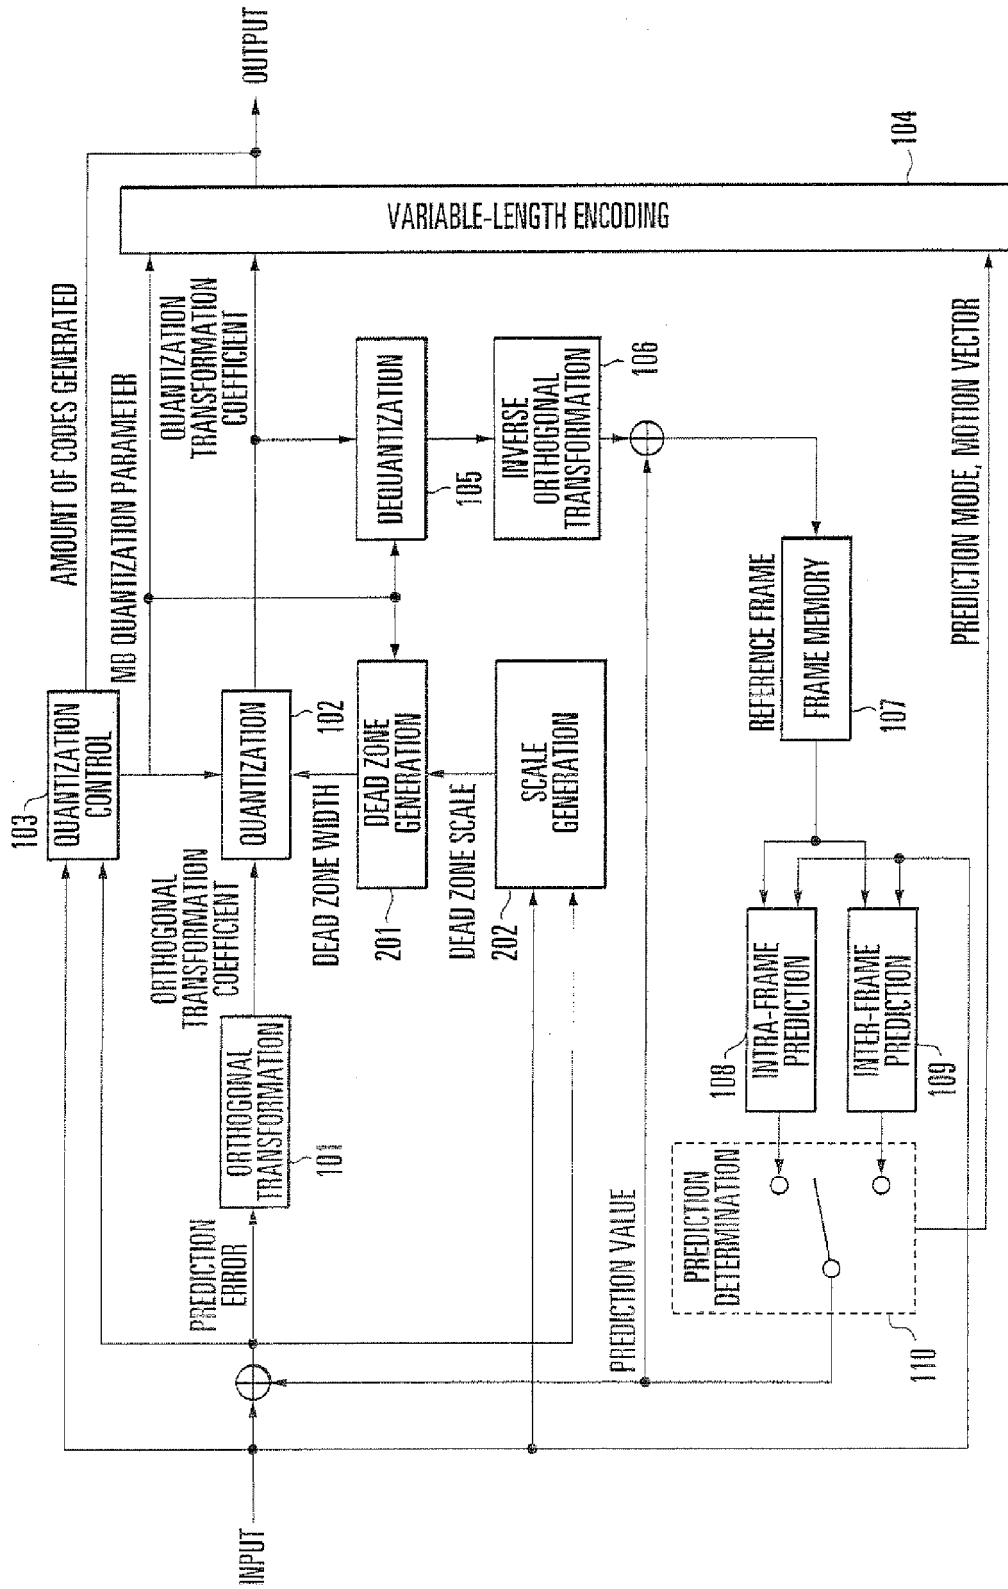 INPUT
OUTPUT
AMOUNT OF CODES GENERATED
MB QUANTIZATION PARAMETER
103
QUANTIZATION
CONTROL
PREDICTION
ERROR
ORTHOGONAL
TRANSFORMATION
101
ORTHOGONAL
TRANSFORMATION
COEFFICIENT
QUANTIZATION
102
QUANTIZATION
TRANSFORMATION
COEFFICIENT
VARIABLE-LENGTH ENCODING
104
DEAD ZONE WIDTH
DEAD ZONE
GENERATION
201
DEQUANTIZATION
105
DEAD ZONE SCALE
SCALE
GENERATION
202
INVERSE
ORTHOGONAL
TRANSFORMATION
106
PREDICTION VALUE
REFERENCE FRAME
FRAME MEMORY
107
PREDICTION
DETERMINATION
110
108
INTRA-FRAME
PREDICTION
INTER-FRAME
PREDICTION
109
PREDICTION MODE, MOTION VECTOR